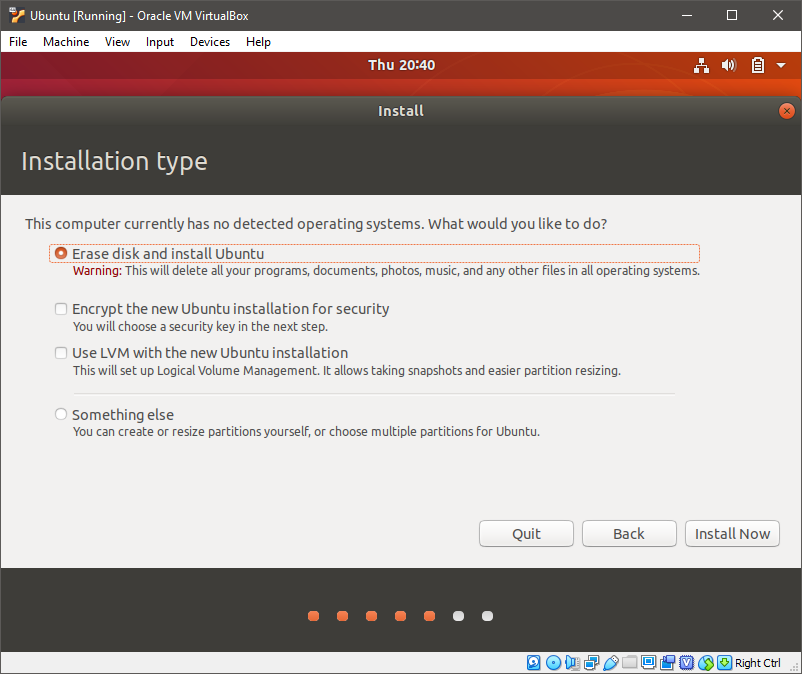 Ubuntu [Running] - Oracle VM VirtualBox
File Machine View Input Devices Help
Thu 20:40
Install
Installation type
This computer currently has no detected operating systems. What would you like to do?
Erase disk and install Ubuntu
Warning: This will delete all your programs, documents, photos, music, and any other files in all operating systems.
Encrypt the new Ubuntu installation for security
You will choose a security key in the next step.
Use LVM with the new Ubuntu installation
This will set up Logical Volume Management. It allows taking snapshots and easier partition resizing.
Something else
You can create or resize partitions yourself, or choose multiple partitions for Ubuntu.
Quit Back Install Now
Right Ctrl